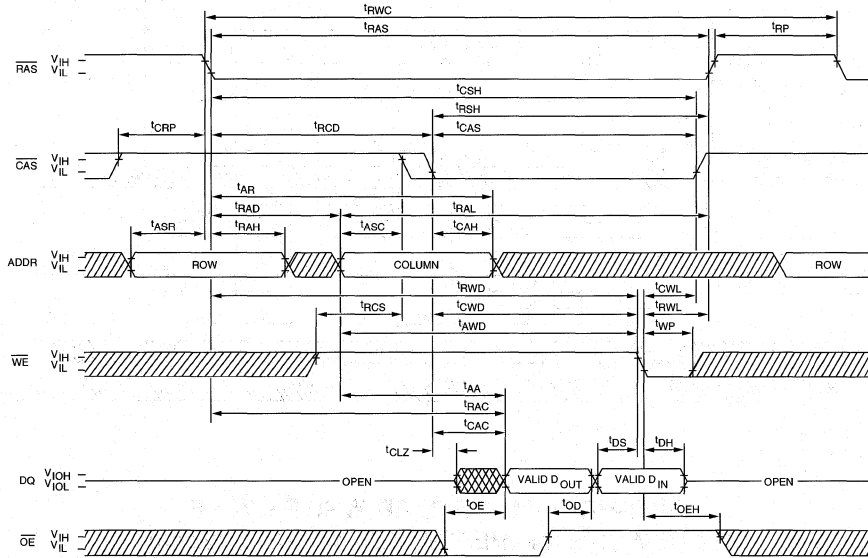 tRWC
tRAS
tRP
RAS VIH
VIL
tCSH
tRSH
tCRP
tRCD
tCAS
CAS VIH
VIL
tAR
tRAD
tRAL
tASR
tRAH
tASC
tCAH
ADDR VIH
VIL
ROW
COLUMN
ROW
tRWD
tCWL
tRCS
tCWD
tRWL
tAWD
tWP
WE VIH
VIL
tAA
tRAC
tCAC
tCLZ
tDS
tDH
DQ VIOH
VIOL
OPEN
VALID DOUT
VALID DIN
OPEN
tOE
tOD
tOEH
OE VIH
VIL